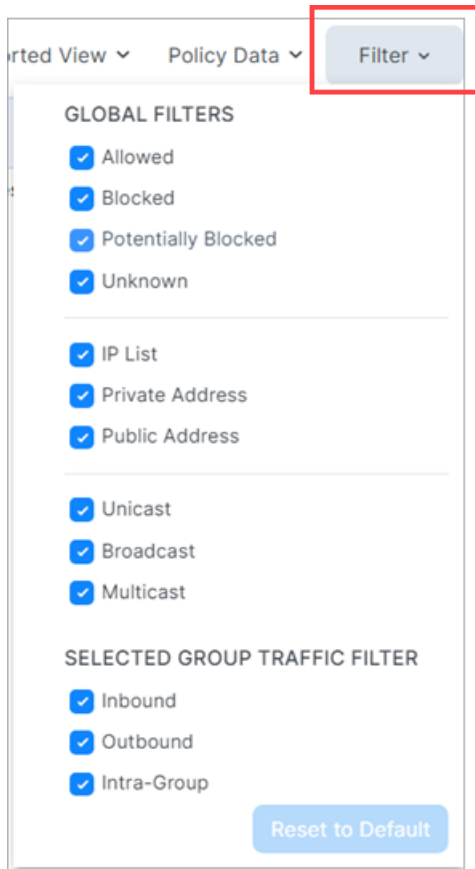 rted View Policy Data Filter
GLOBAL FILTERS
Allowed
Blocked
Potentially Blocked
Unknown
IP List
Private Address
Public Address
Unicast
Broadcast
Multicast
SELECTED GROUP TRAFFIC FILTER
Inbound
Outbound
Intra-Group
Reset to Default